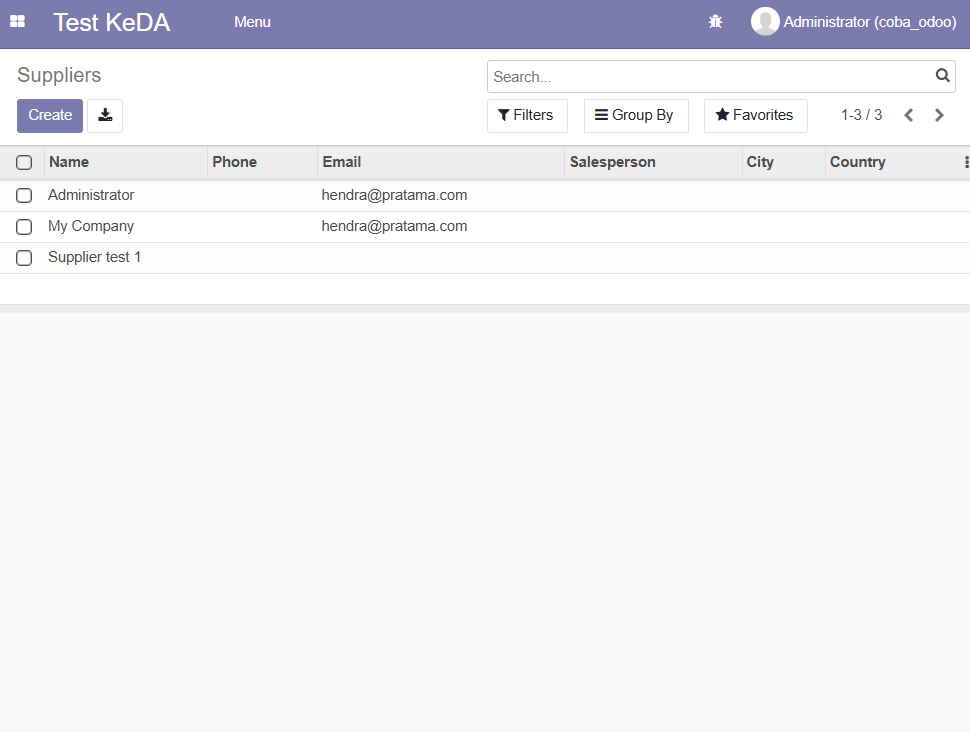 Test KeDA Menu Administrator (coba_odoo)
Suppliers
Search...
Create Filters Group By Favorites 1-3 / 3
Name Phone Email Salesperson City Country
Administrator hendra@pratama.com
My Company hendra@pratama.com
Supplier test 1